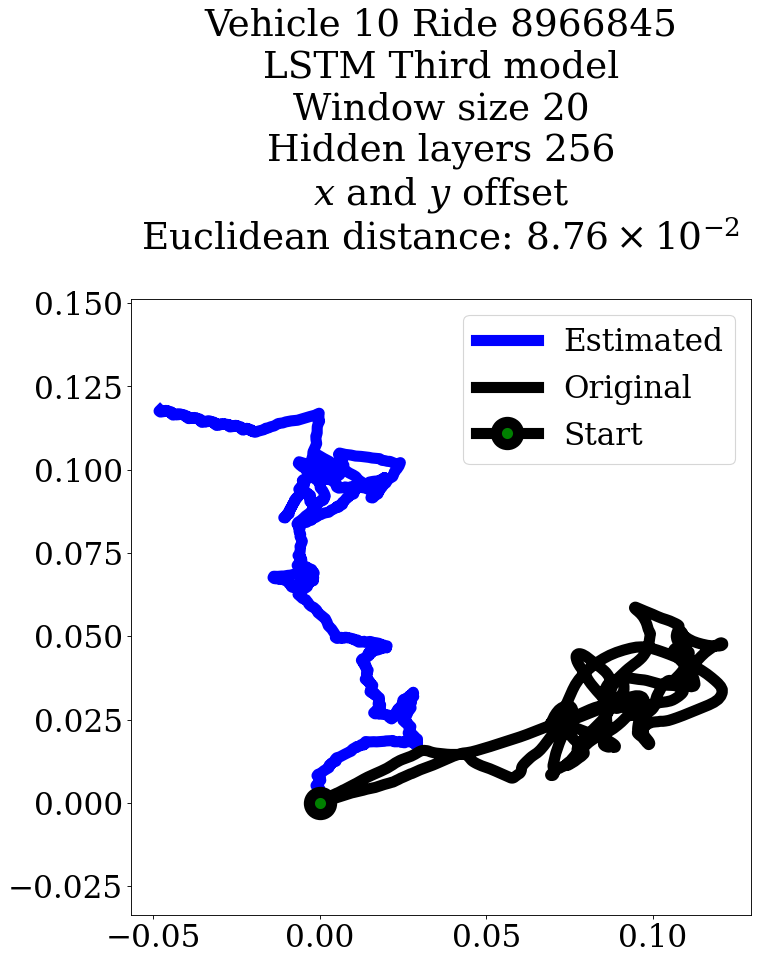 Vehicle 10 Ride 8966845
LSTM Third model
Window size 20
Hidden layers 256
x and y offset
Euclidean distance: 8.76 × 10⁻²
0.150
0.125
0.100
0.075
0.050
0.025
0.000
−0.025
Estimated
Original
Start
−0.05
0.00
0.05
0.10